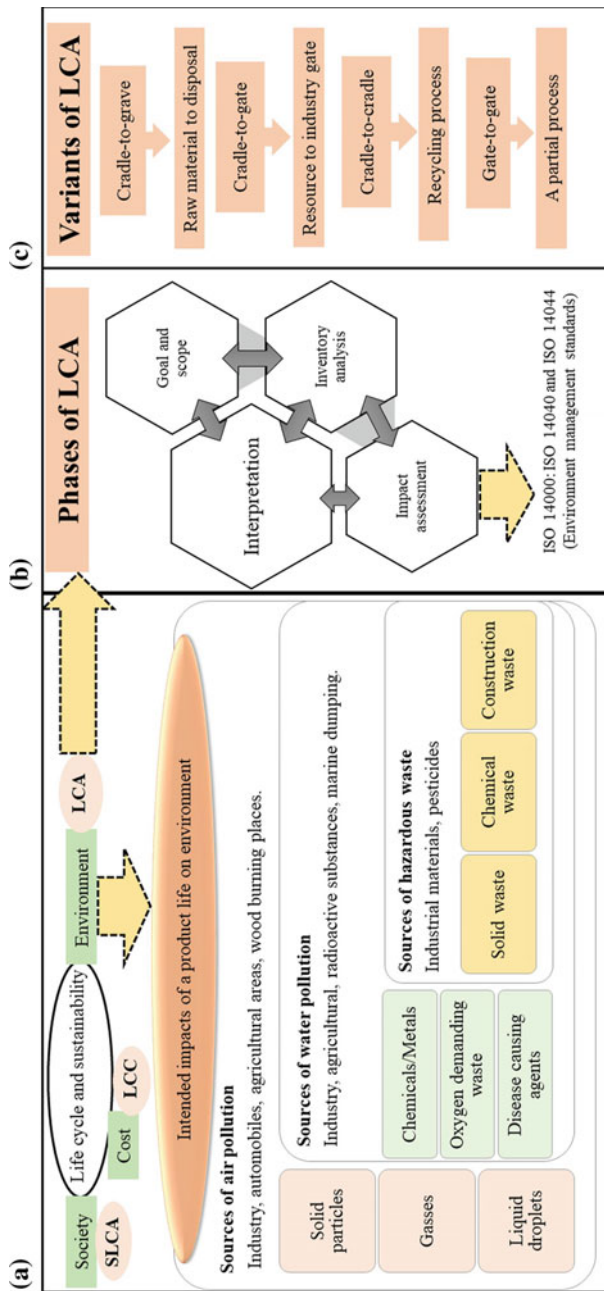 (a)
Society
Life cycle and sustainability
Environment
LCA
SLCA
Cost
LCC
Intended impacts of a product life on environment
Sources of air pollution
Industry, automobiles, agricultural areas, wood burning places.
Solid
particles
Gasses
Liquid
droplets
Sources of water pollution
Industry, agricultural, radioactive substances, marine dumping.
Chemicals/Metals
Oxygen demanding
waste
Disease causing
agents
Sources of hazardous waste
Industrial materials, pesticides
Solid waste
Chemical
waste
Construction
waste
(b)
Phases of LCA
Goal and
scope
Interpretation
Inventory
analysis
Impact
assessment
ISO 14000: ISO 14040 and ISO 14044
(Environment management standards)
(c)
Variants of LCA
Cradle-to-grave
Raw material to disposal
Cradle-to-gate
Resource to industry gate
Cradle-to-cradle
Recycling process
Gate-to-gate
A partial process